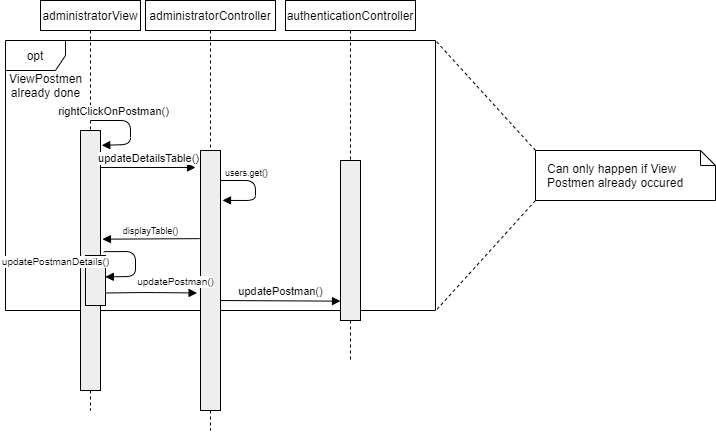 administratorView
administratorController
authenticationController
opt
ViewPostmen
already done
rightClickOnPostman()
updateDetailsTable()
users.get()
Can only happen if View
Postmen already occured
displayTable()
updatePostmanDetails()
updatePostman()
updatePostman()